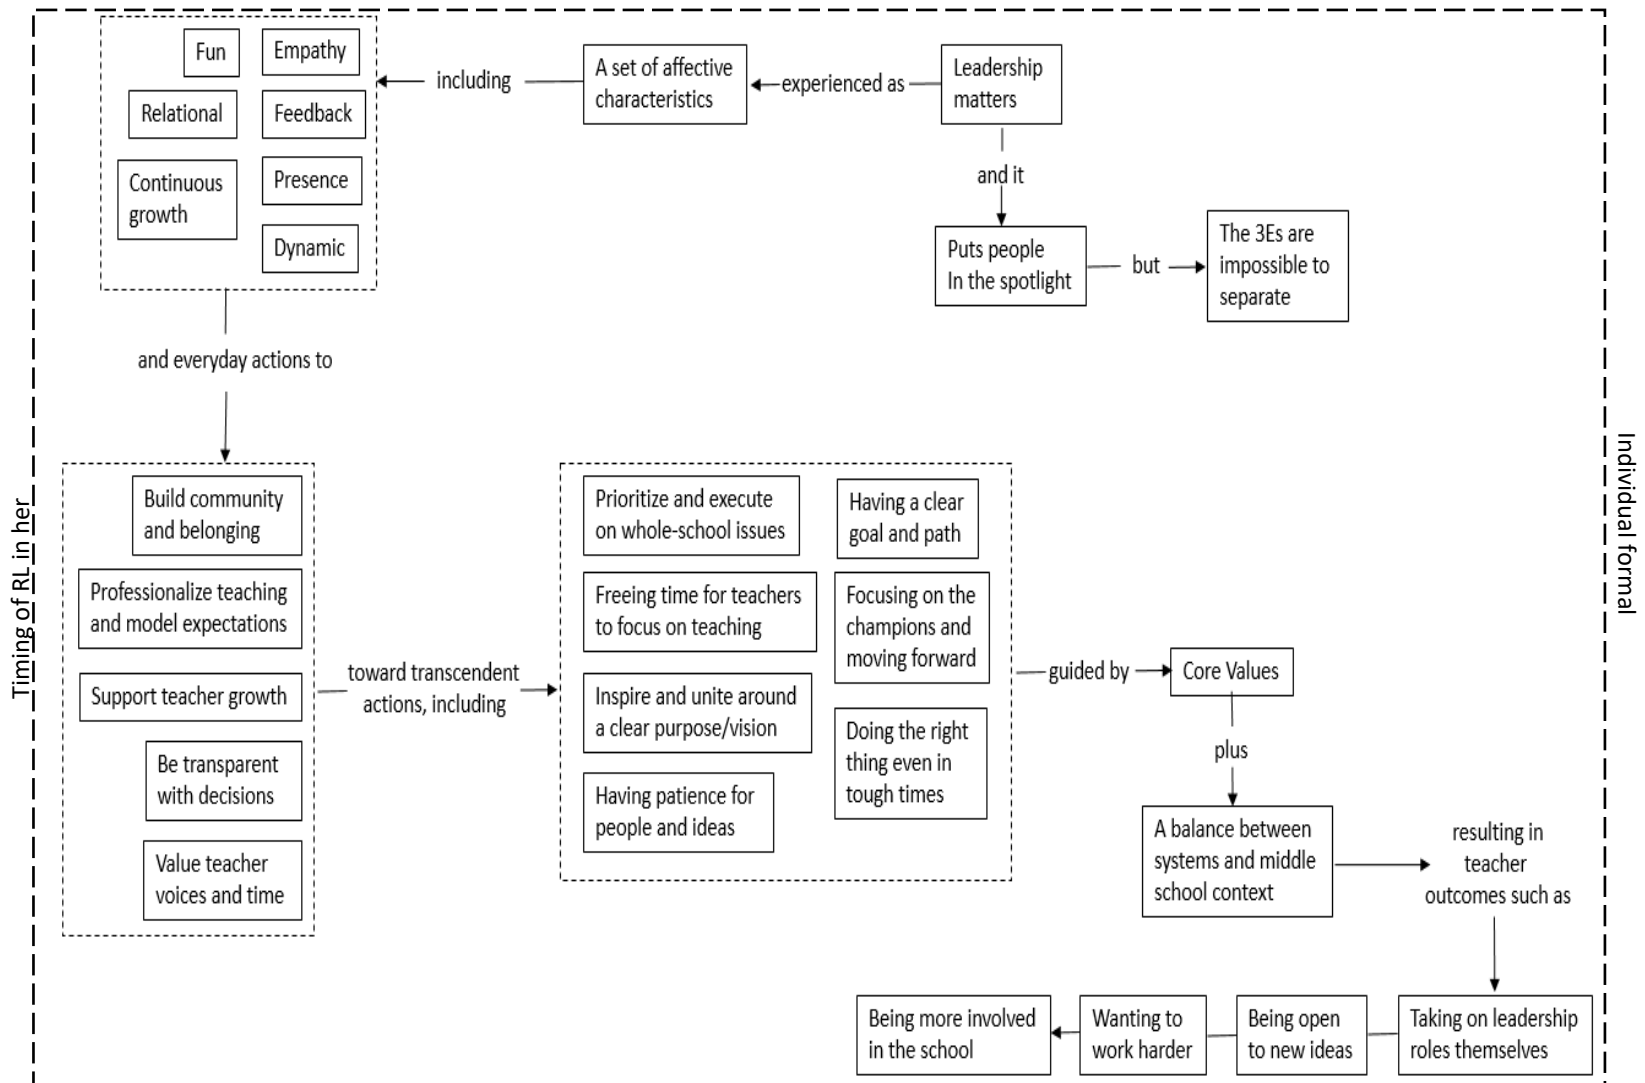 Fun
Empathy
Relational
Feedback
Continuous
growth
Presence
Dynamic
including
A set of affective
characteristics
experienced as
Leadership
matters
and it
Puts people
In the spotlight
but
The 3Es are
impossible to
separate
and everyday actions to
Build community
and belonging
Professionalize teaching
and model expectations
Support teacher growth
Be transparent
with decisions
Value teacher
voices and time
toward transcendent
actions, including
Prioritize and execute
on whole-school issues
Freeing time for teachers
to focus on teaching
Inspire and unite around
a clear purpose/vision
Having patience for
people and ideas
Having a clear
goal and path
Focusing on the
champions and
moving forward
Doing the right
thing even in
tough times
guided by
Core Values
plus
A balance between
systems and middle
school context
resulting in
teacher
outcomes such as
Taking on leadership
roles themselves
Being open
to new ideas
Wanting to
work harder
Being more involved
in the school
Timing of RL in her
Individual formal